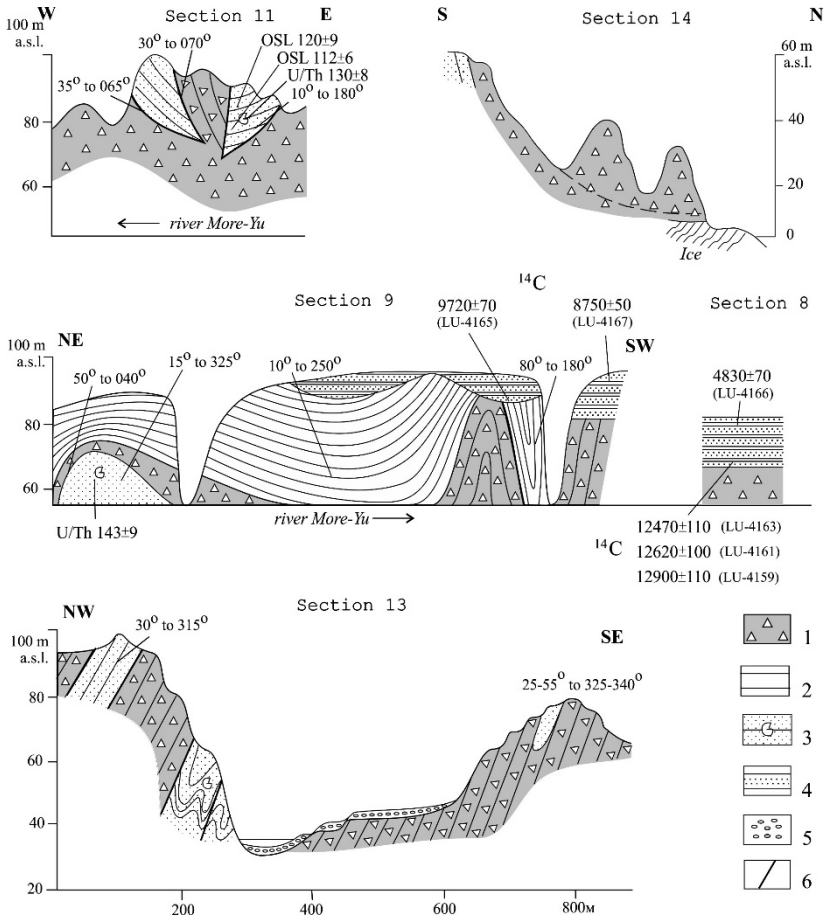 W
Section 11
E
100 m
a.s.l.
80
60
30° to 070°
35° to 065°
OSL 120±9
OSL 112±6
U/Th 130±8
10° to 180°
river More-Yu
S
Section 14
N
60 m
a.s.l.
40
20
0
Ice
Section 9
14C
NE
SW
100 m
a.s.l.
80
60
50° to 040°
15° to 325°
10° to 250°
9720±70
(LU-4165)
80° to 180°
8750±50
(LU-4167)
U/Th 143±9
river More-Yu
Section 8
4830±70
(LU-4166)
14C
12470±110 (LU-4163)
12620±100 (LU-4161)
12900±110 (LU-4159)
Section 13
NW
SE
100 m
a.s.l.
80
60
40
20
30° to 315°
25-55° to 325-340°
200
400
600
800м
1
2
3
4
5
6